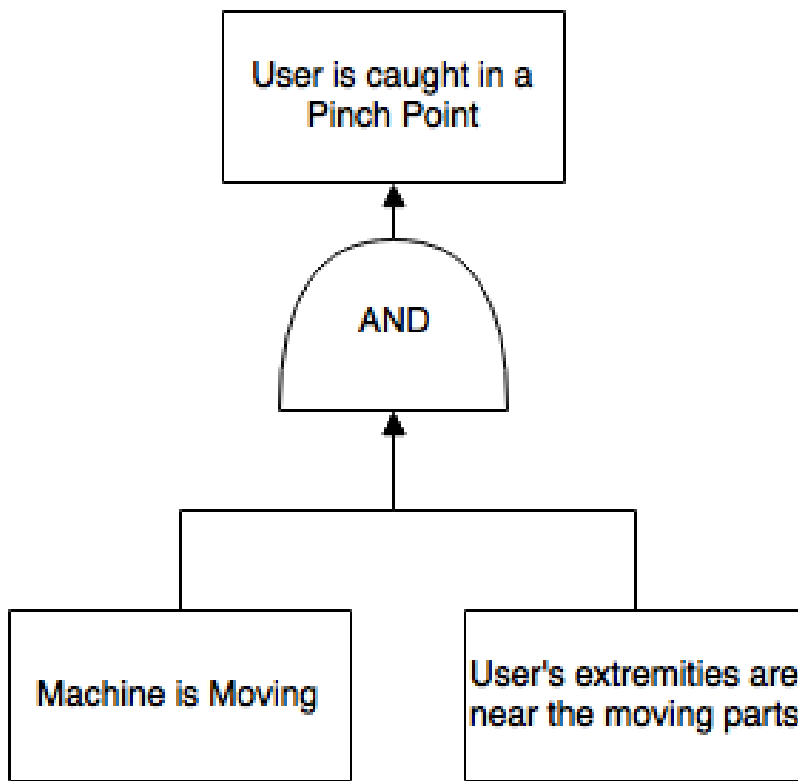 User is caught in a
Pinch Point
AND
Machine is Moving
User's extremities are
near the moving parts